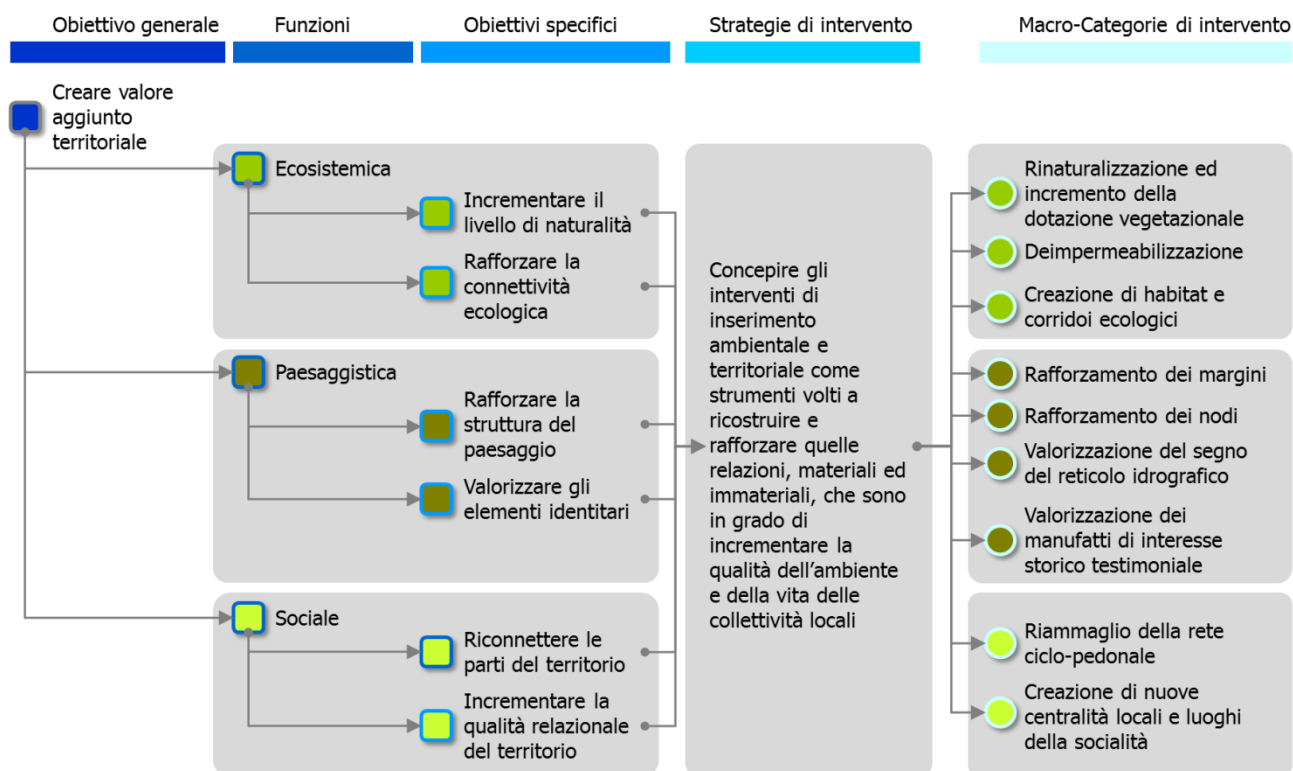 Obiettivo generale
Funzioni
Obiettivi specifici
Strategie di intervento
Macro-Categorie di intervento
Creare valore
aggiunto
territoriale
Ecosistemica
Incrementare il
livello di naturalità
Rafforzare la
connettività
ecologica
Paesaggistica
Rafforzare la
struttura del
paesaggio
Valorizzare gli
elementi identitari
Sociale
Riconnettere le
parti del territorio
Incrementare la
qualità relazionale
del territorio
Concepire gli
interventi di
inserimento
ambientale e
territoriale come
strumenti volti a
ricostruire e
rafforzare quelle
relazioni, materiali ed
immateriali, che sono
in grado di
incrementare la
qualità dell’ambiente
e della vita delle
collettività locali
Rinaturalizzazione ed
incremento della
dotazione vegetazionale
Deimpermeabilizzazione
Creazione di habitat e
corridoi ecologici
Rafforzamento dei margini
Rafforzamento dei nodi
Valorizzazione del segno
del reticolo idrografico
Valorizzazione dei
manufatti di interesse
storico testimoniale
Riammaglio della rete
ciclo-pedonale
Creazione di nuove
centralità locali e luoghi
della socialità